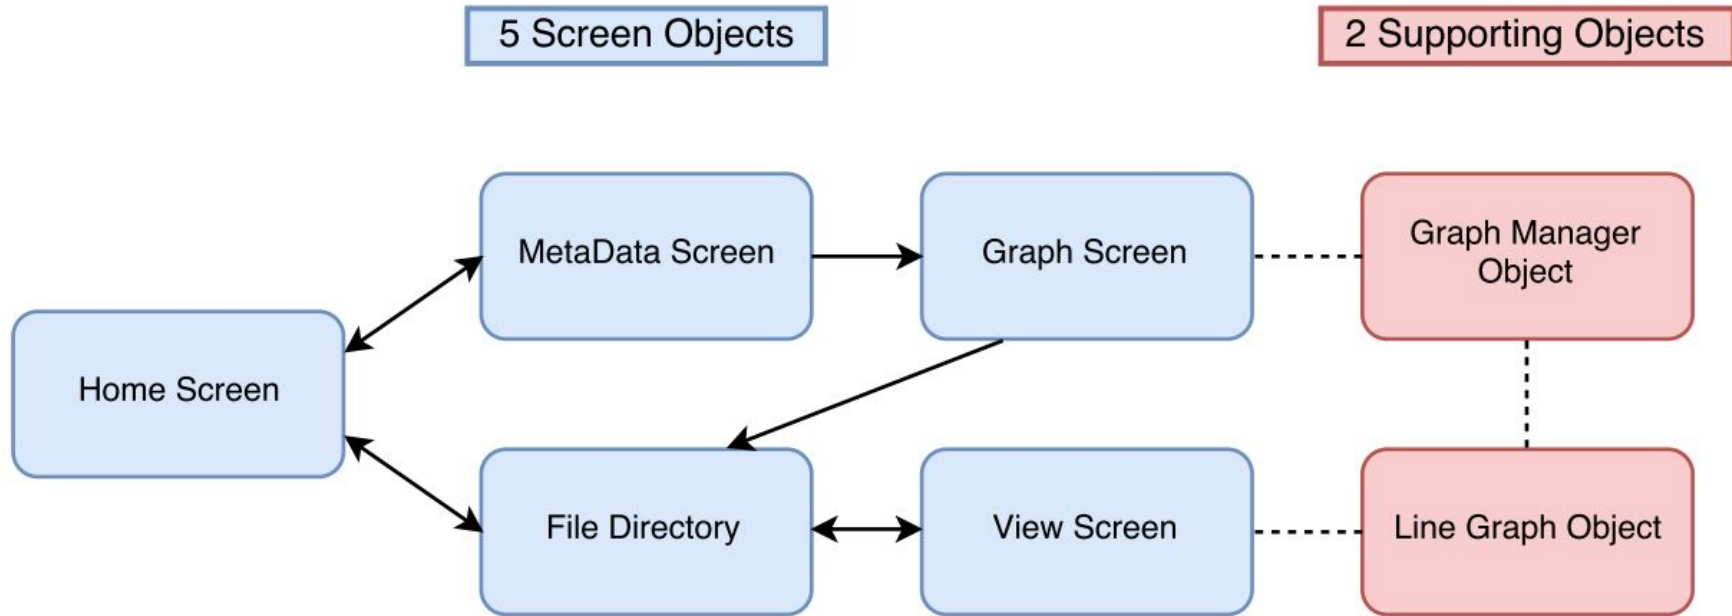 5 Screen Objects
2 Supporting Objects
MetaData Screen
Graph Screen
Graph Manager
Object
Home Screen
File Directory
View Screen
Line Graph Object